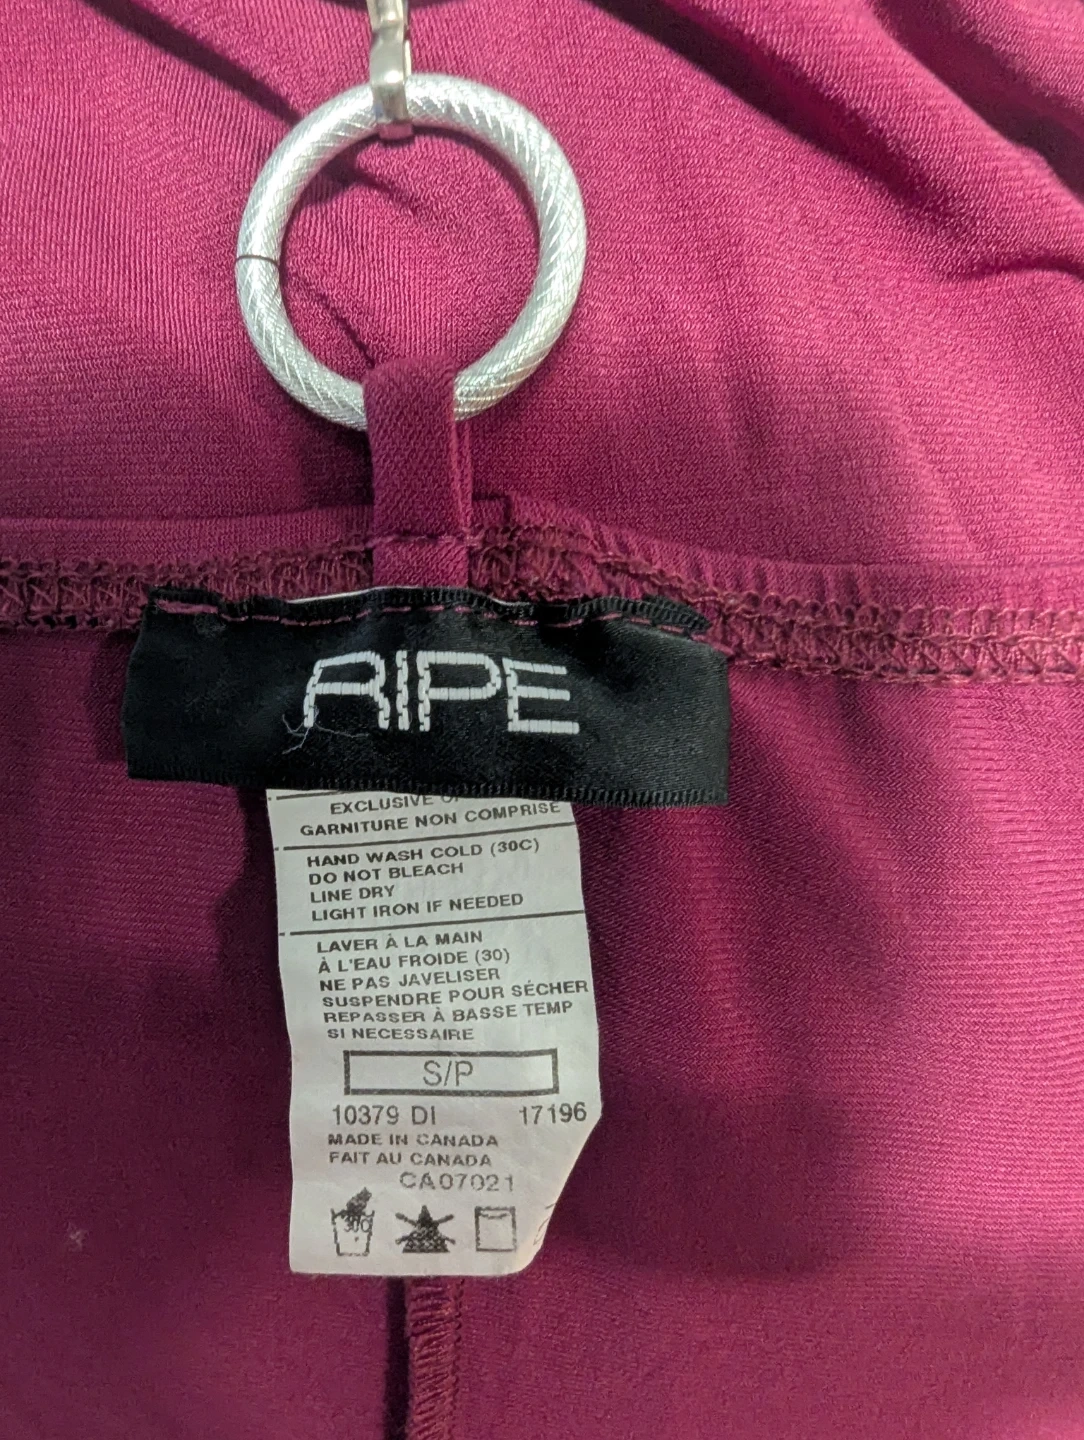 RIPE
EXCLUSIVE
GARNITURE NON COMPRISE
HAND WASH COLD (30C)
DO NOT BLEACH
LINE DRY
LIGHT IRON IF NEEDED
LAVER À LA MAIN
À L'EAU FROIDE (30)
NE PAS JAVELISER
SUSPENDRE POUR SÉCHER
REPASSER À BASSE TEMP
SI NECESSAIRE
S/P
10379 DI 17196
MADE IN CANADA
FAIT AU CANADA
CA07021
30C